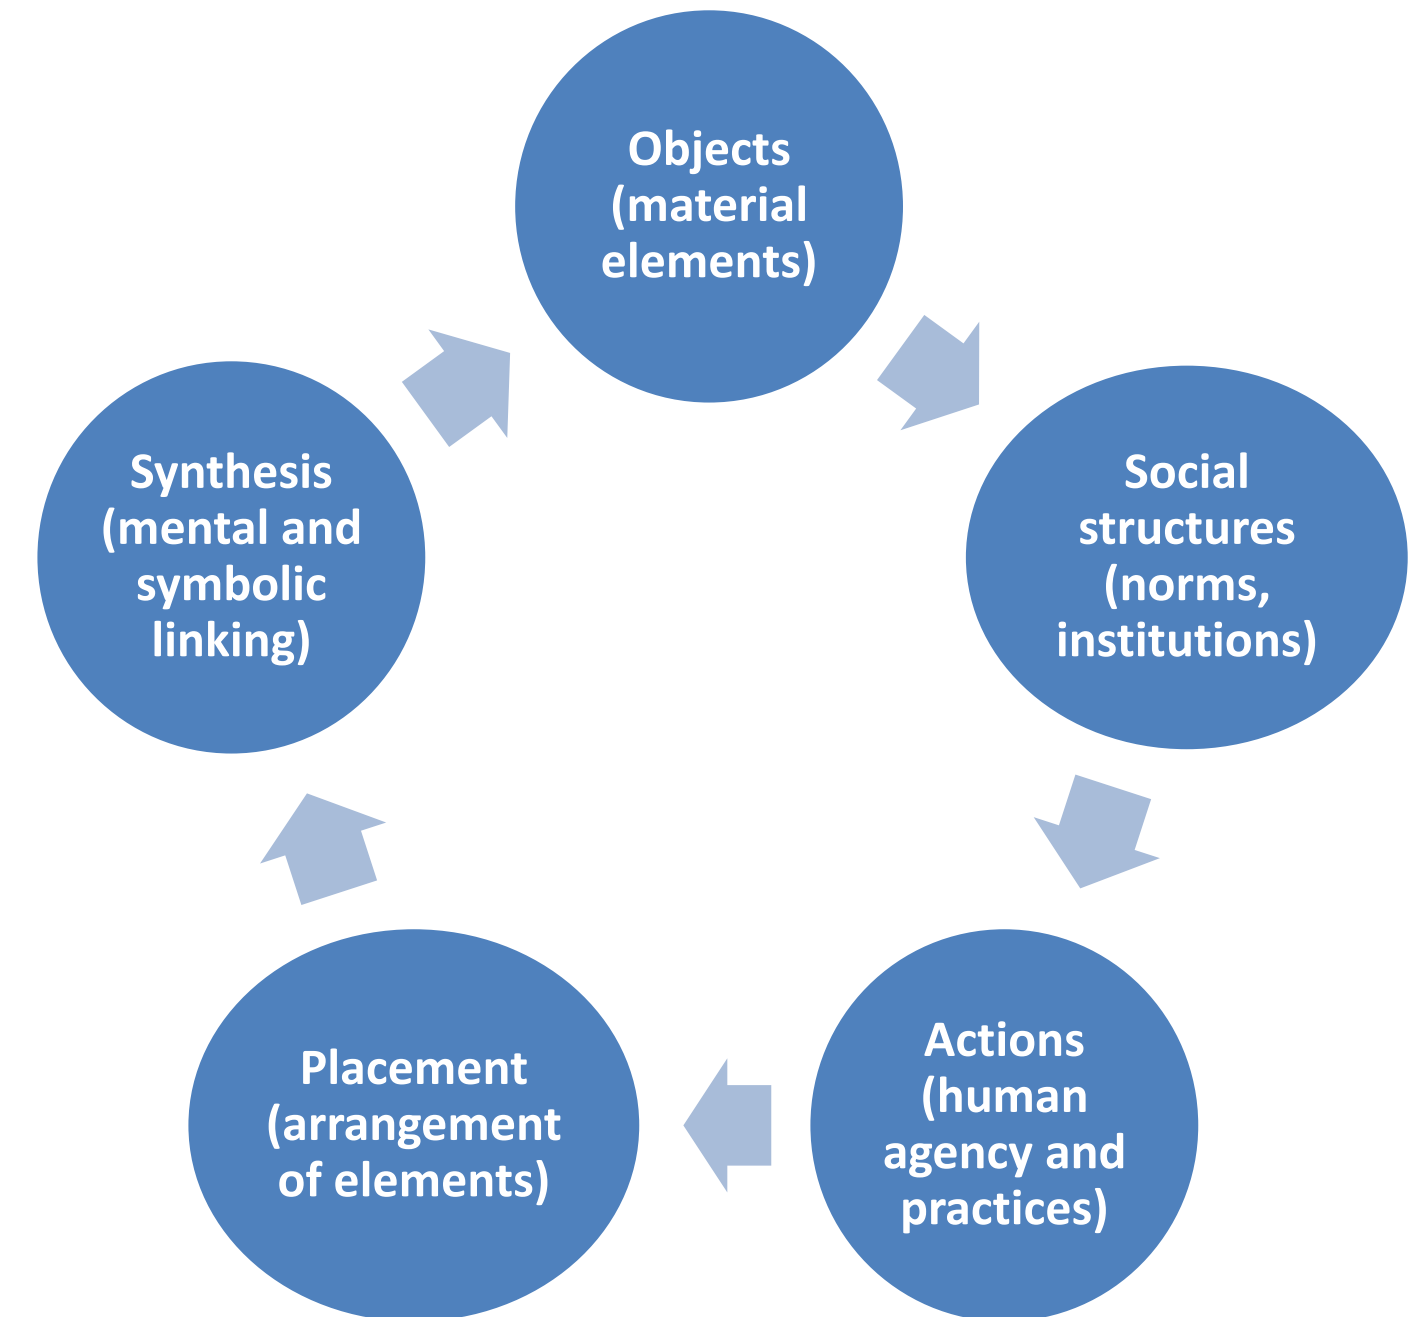 Objects
(material
elements)
Social
structures
(norms,
institutions)
Actions
(human
agency and
practices)
Placement
(arrangement
of elements)
Synthesis
(mental and
symbolic
linking)